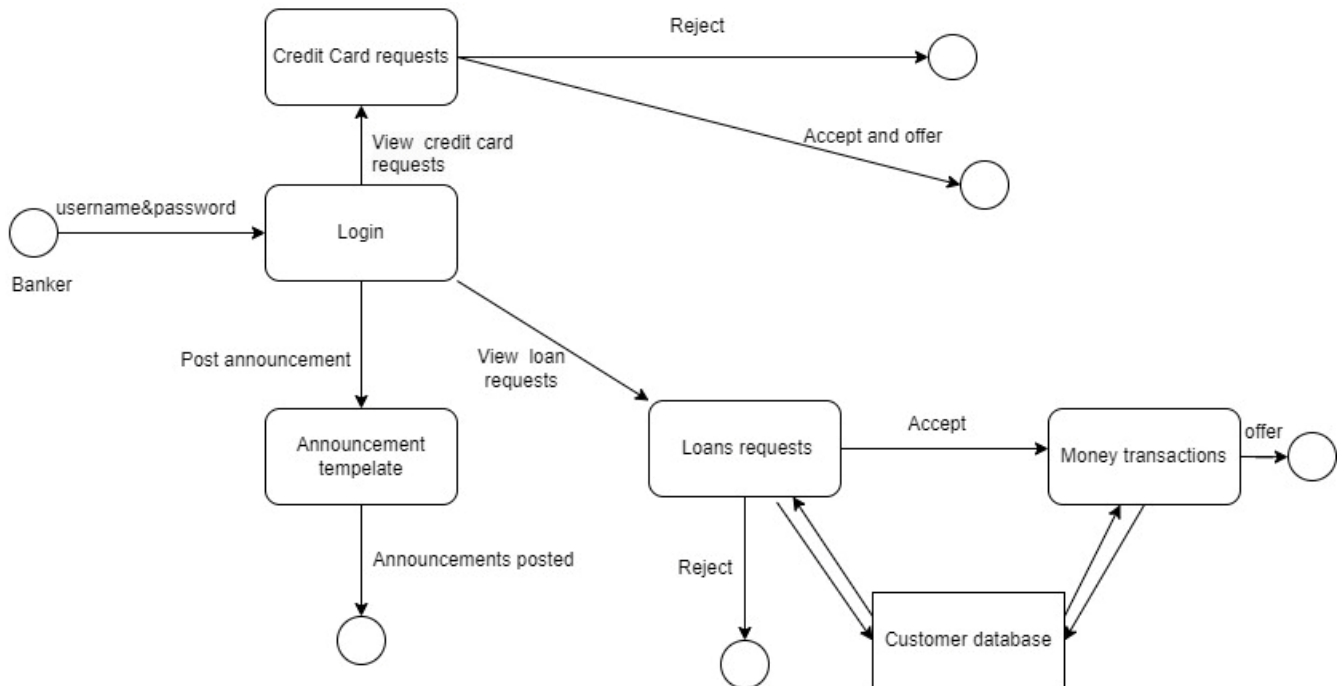 Reject
Credit Card requests
Accept and offer
View credit card
requests
username&password
Login
Banker
Post announcement
View loan
requests
Announcement
tempelate
Loans requests
Accept
Money transactions
offer
Announcements posted
Reject
Customer database